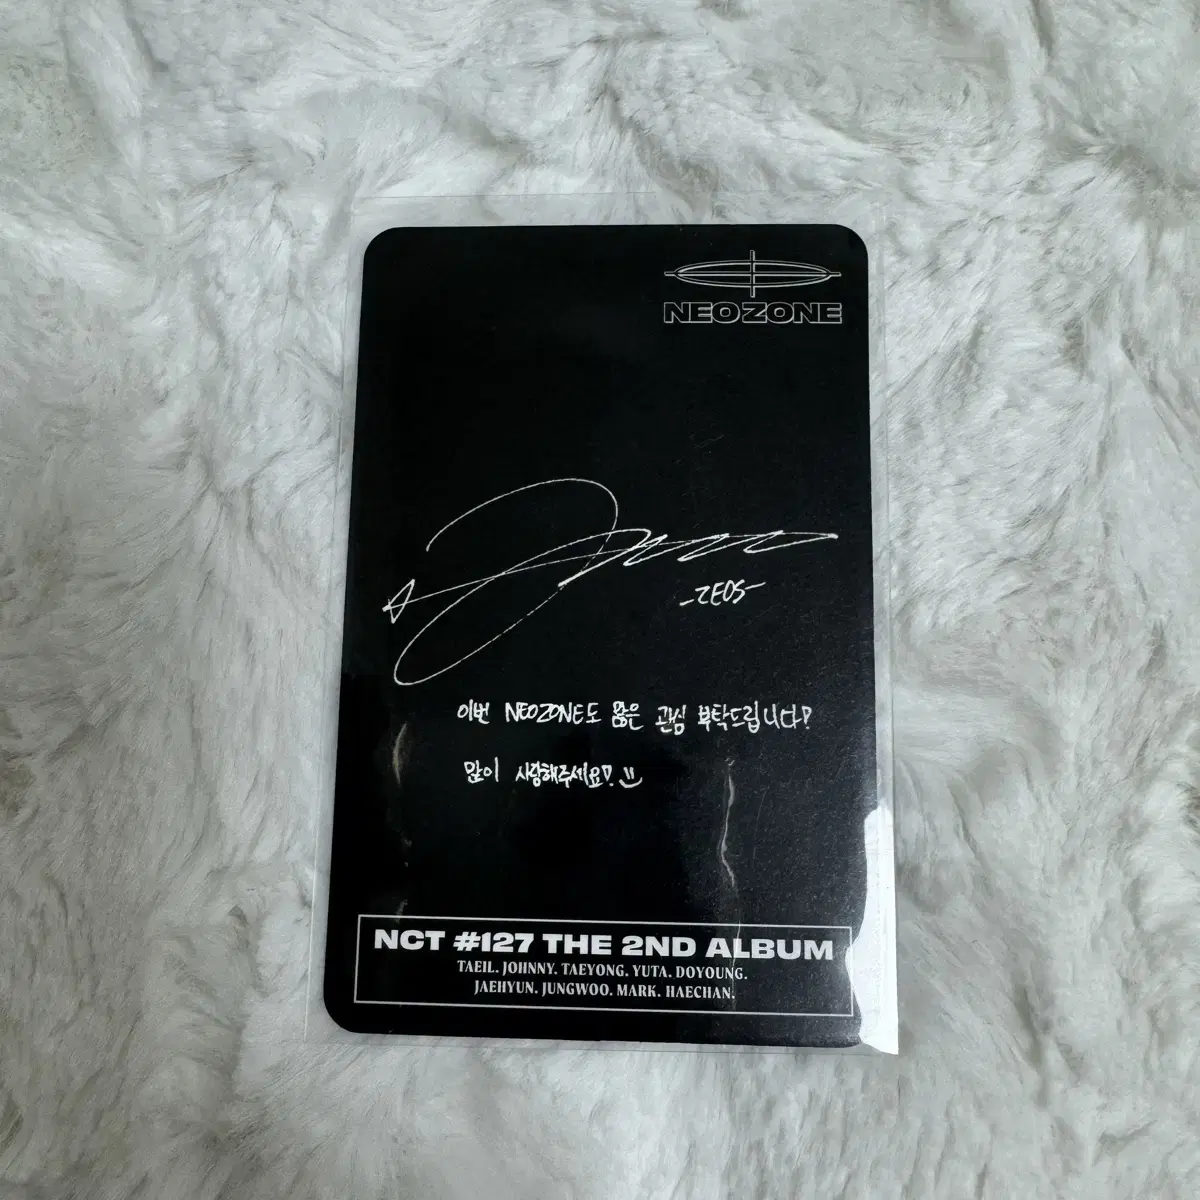 NEO ZONE
이번 NEOZONE도 많은 관심 부탁드립니다!
많이 사랑해주세요!
NCT #127 THE 2ND ALBUM
TAEIL. JOHNNY. TAEYONG. YUTA. DOYOUNG.
JAEHYUN. JUNGWOO. MARK. HAECHAN.